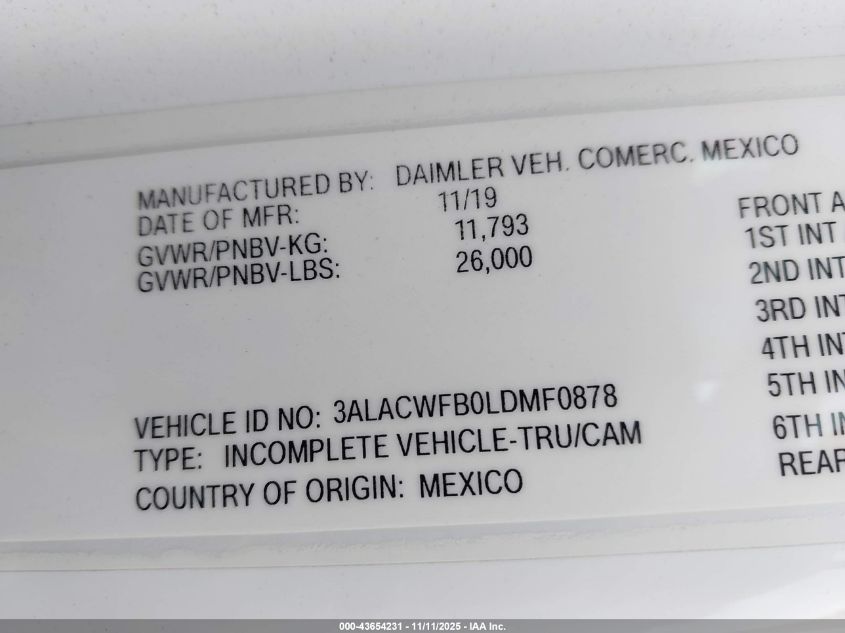 MANUFACTURED BY: DAIMLER VEH. COMERC. MEXICO
DATE OF MFR: 11/19
GVWR/PNBV-KG: 11,793
GVWR/PNBV-LBS: 26,000
VEHICLE ID NO: 3ALACWFB0LDMF0878
TYPE: INCOMPLETE VEHICLE-TRU/CAM
COUNTRY OF ORIGIN: MEXICO
FRONT A
1ST INT
2ND INT
3RD INT
4TH INT
5TH IN
6TH IN
REAR
000-43654231 - 11/11/2025 - IAA Inc.